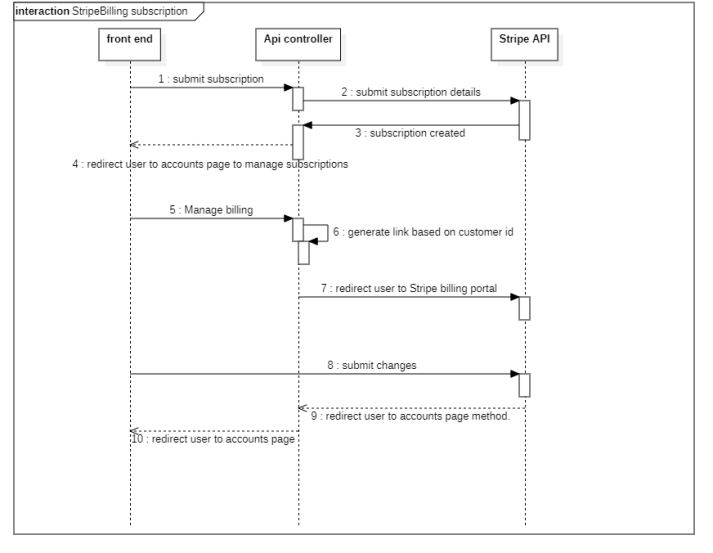 interaction StripeBilling subscription
front end
Api controller
Stripe API
1 : submit subscription
2 : submit subscription details
3 : subscription created
4 : redirect user to accounts page to manage subscriptions
5 : Manage billing
6 : generate link based on customer id
7 : redirect user to Stripe billing portal
8 : submit changes
9 : redirect user to accounts page method.
10 : redirect user to accounts page